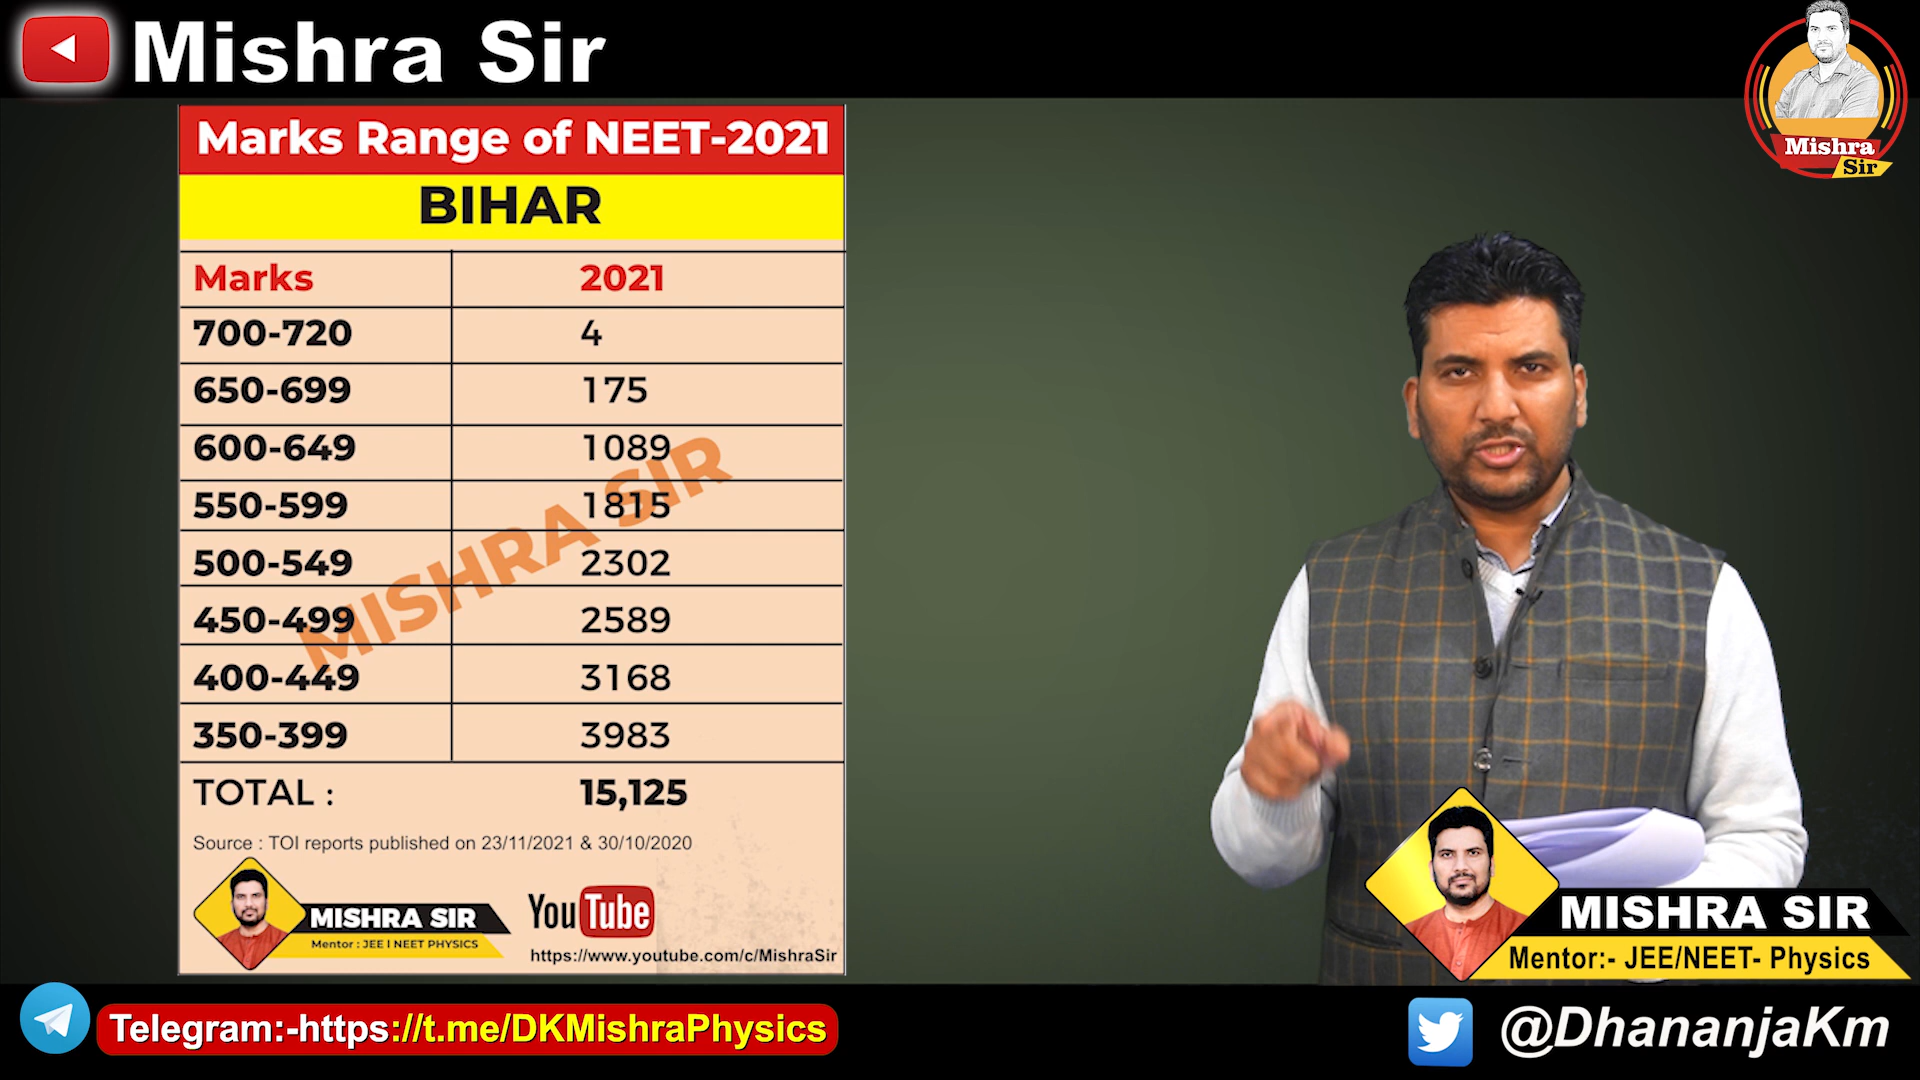 Mishra Sir
Mishra
Sir
Marks Range of NEET-2021
BIHAR
Marks 2021
700-720 4
650-699 175
600-649 1089
550-599 1815
500-549 2302
450-499 2589
400-449 3168
350-399 3983
TOTAL : 15,125
MISHRA SIR
Source : TOI reports published on 23/11/2021 & 30/10/2020
MISHRA SIR
Mentor : JEE I NEET PHYSICS
YouTube
https://www.youtube.com/c/MishraSir
MISHRA SIR
Mentor:- JEE/NEET- Physics
Telegram:-https://t.me/DKMishraPhysics
@DhananjaKm